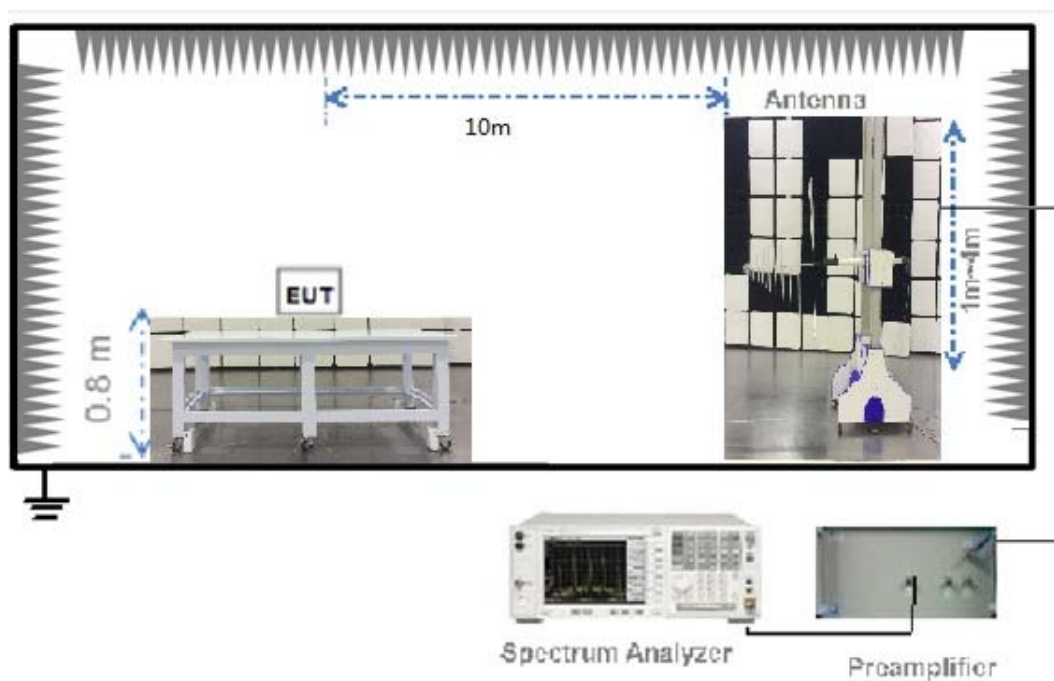 Antenna
10m
1m~4m
EUT
0.8 m
Spectrum Analyzer
Preamplifier